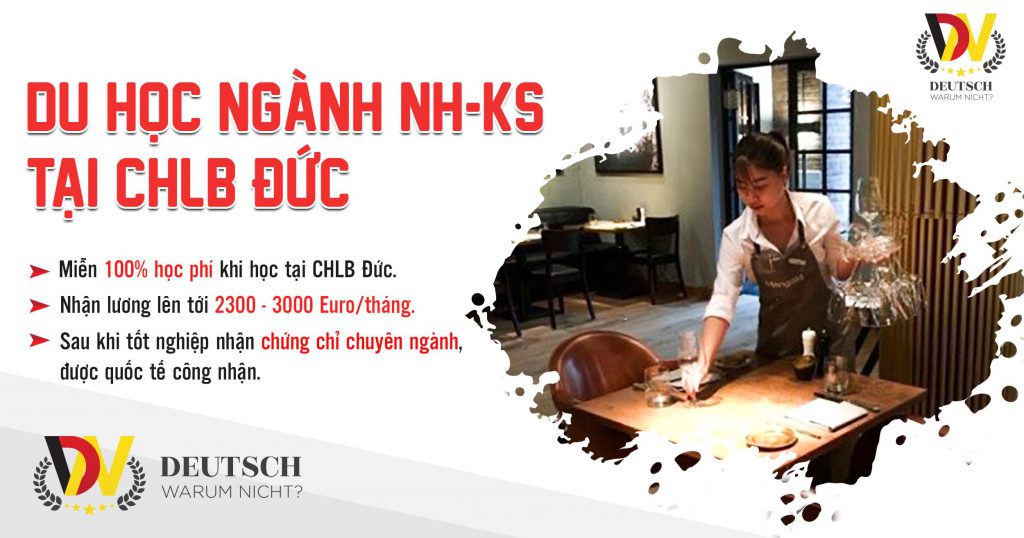 DU HỌC NGÀNH NH-KS
TẠI CHLB ĐỨC
Miễn 100% học phí khi học tại CHLB Đức.
Nhận lương lên tới 2300 - 3000 Euro/tháng.
Sau khi tốt nghiệp nhận chứng chỉ chuyên ngành,
được quốc tế công nhận.
DW
DEUTSCH
WARUM NICHT?
DW
DEUTSCH
WARUM NICHT?